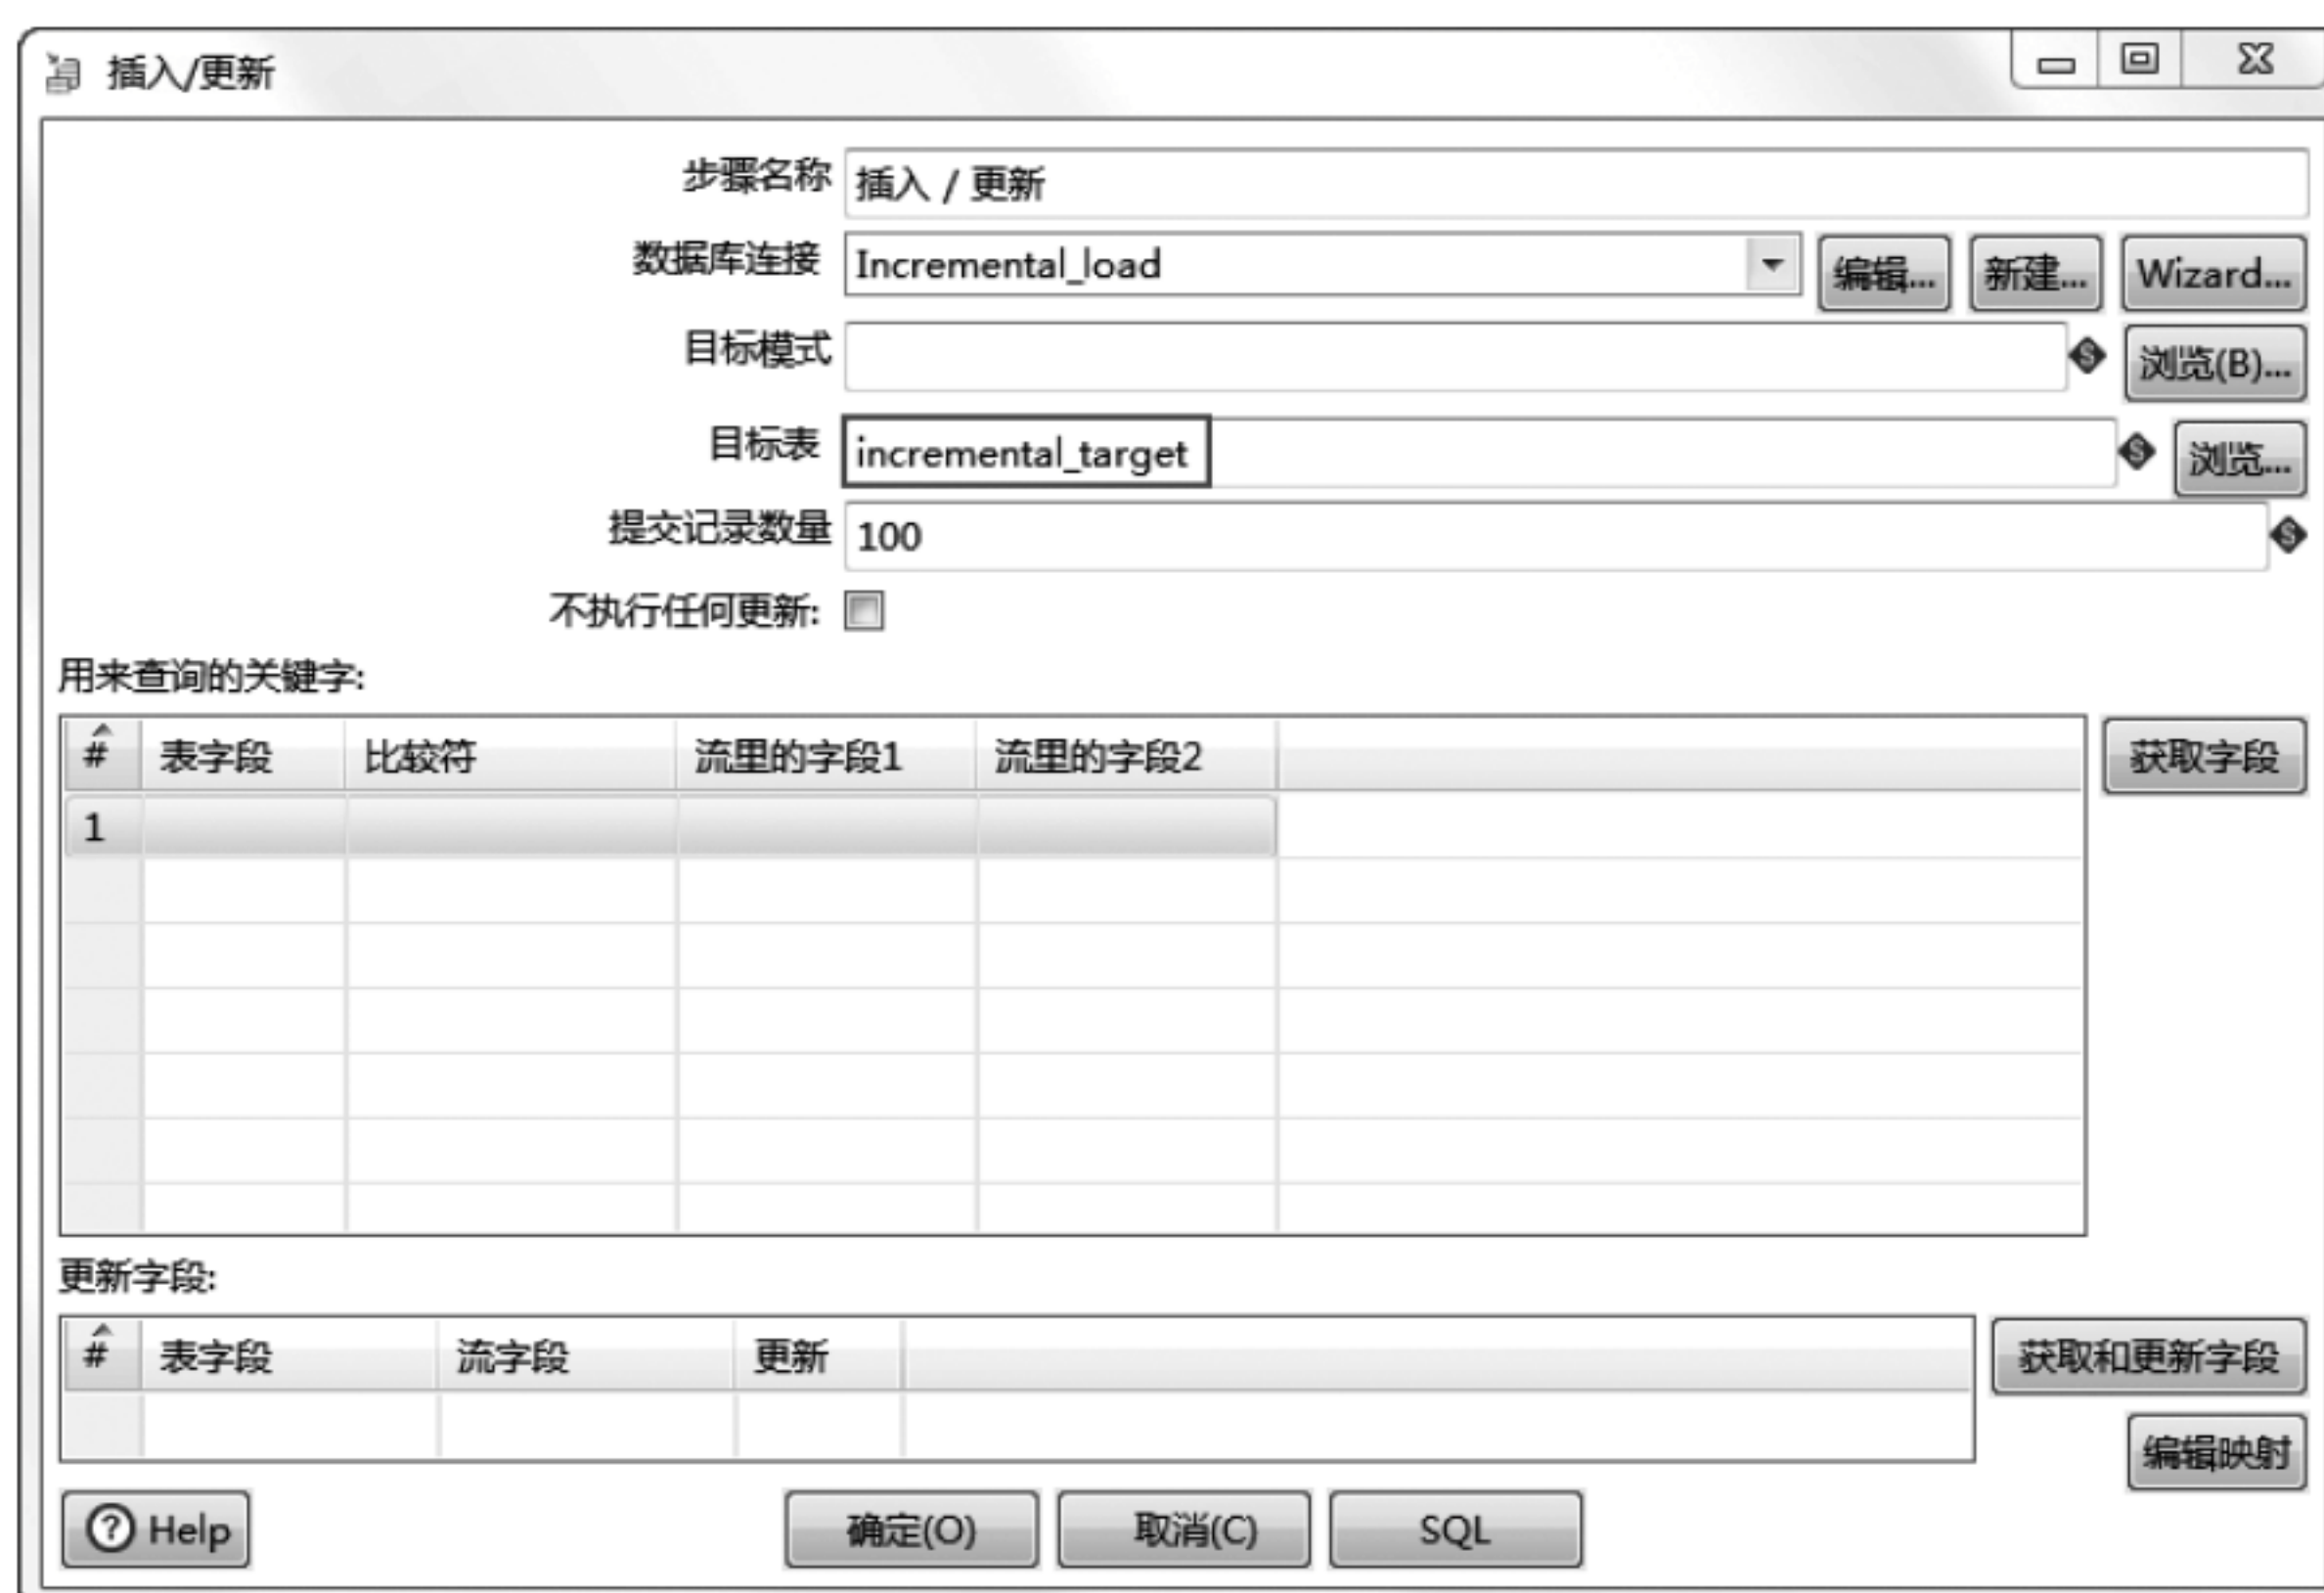 插入/更新
步骤名称 插入 / 更新
数据库连接 Incremental_load 编辑... 新建... Wizard...
目标模式 浏览(B)...
目标表 incremental_target 浏览...
提交记录数量 100
不执行任何更新:
用来查询的关键字:
# 表字段 比较符 流里的字段1 流里的字段2 获取字段
1
更新字段:
# 表字段 流字段 更新 获取和更新字段
编辑映射
Help 确定(O) 取消(C) SQL